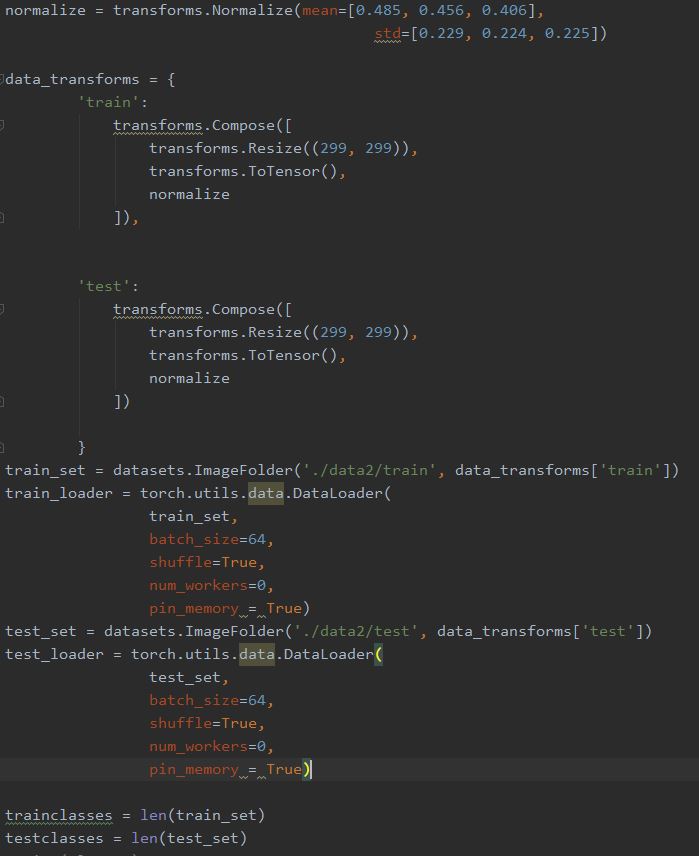 normalize = transforms.Normalize(mean=[0.485, 0.456, 0.406],
std=[0.229, 0.224, 0.225])
data_transforms = {
'train':
transforms.Compose([
transforms.Resize((299, 299)),
transforms.ToTensor(),
normalize
]),
'test':
transforms.Compose([
transforms.Resize((299, 299)),
transforms.ToTensor(),
normalize
])
}
train_set = datasets.ImageFolder('./data2/train', data_transforms['train'])
train_loader = torch.utils.data.DataLoader(
train_set,
batch_size=64,
shuffle=True,
num_workers=0,
pin_memory = True)
test_set = datasets.ImageFolder('./data2/test', data_transforms['test'])
test_loader = torch.utils.data.DataLoader(
test_set,
batch_size=64,
shuffle=True,
num_workers=0,
pin_memory = True)
trainclasses = len(train_set)
testclasses = len(test_set)